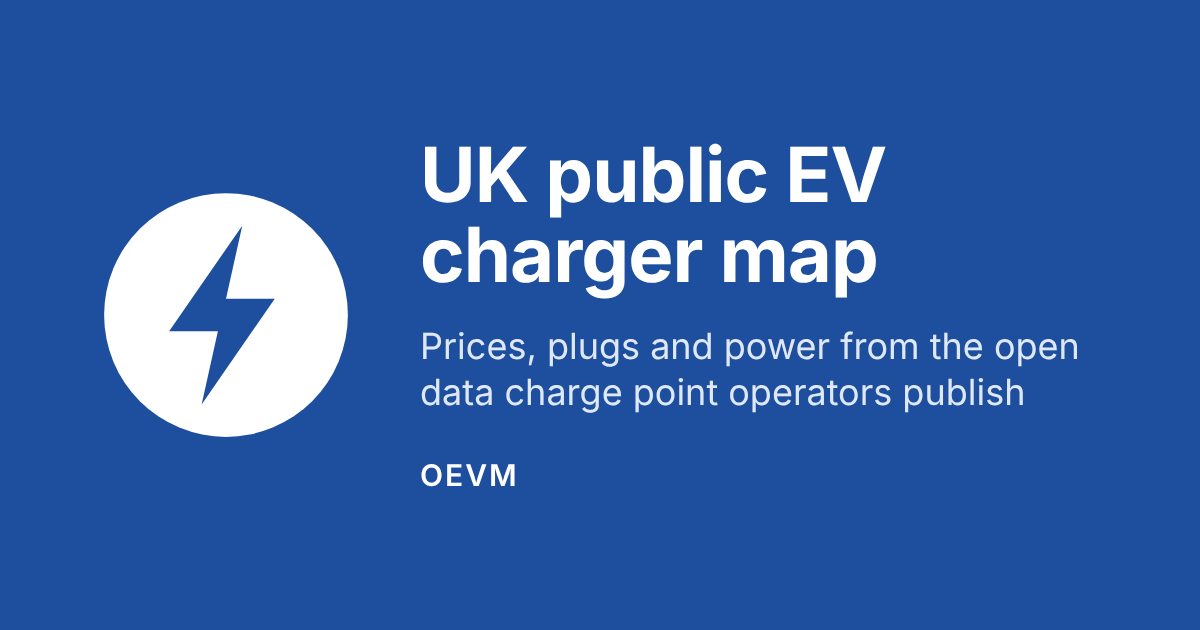 UK public EV
charger map
Prices, plugs and power from the open
data charge point operators publish
OEVM